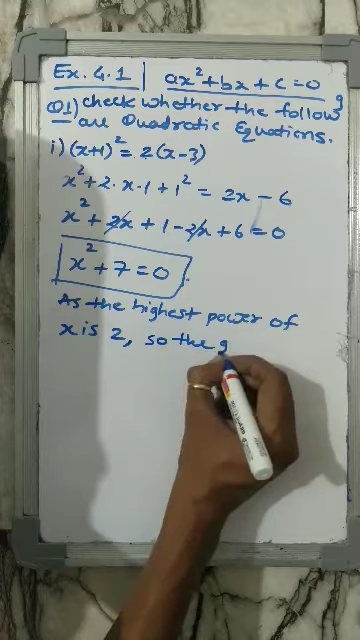 Ex. 4.1 | ax²+bx+c=0
Q1) check whether the follow g
are Quadratic Equations.
i) (x+1)² = 2(x-3)
x²+2·x·1+1² = 2x-6
x²+2x+1-2x+6=0
x²+7=0
As the highest power of
x is 2, so the g